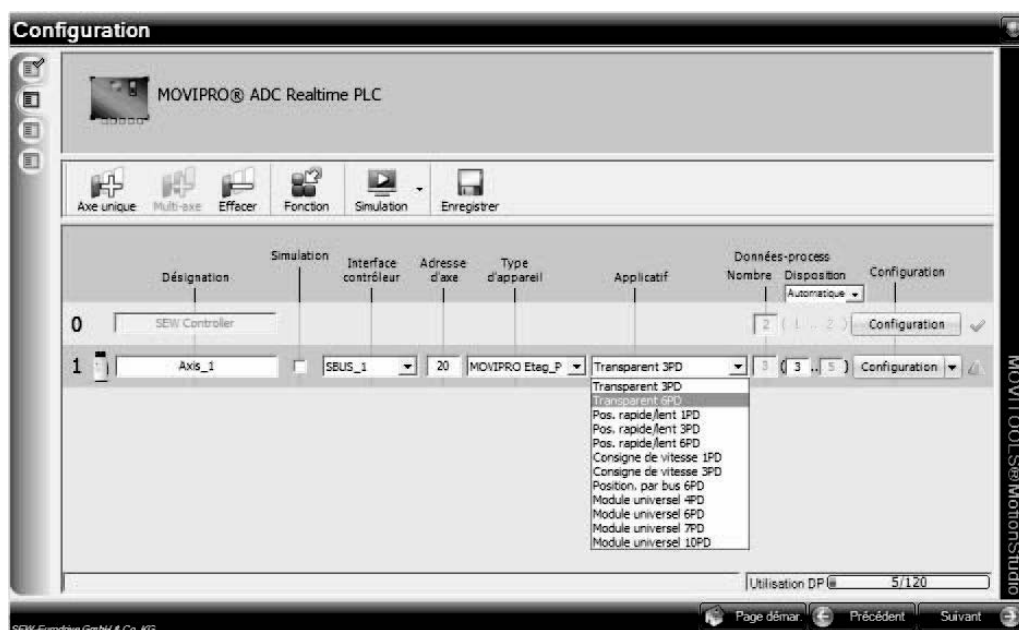 Configuration
MOVIPRO® ADC Realtime PLC
Axe unique
Multi-axe
Effacer
Fonction
Simulation
Enregistrer
Désignation
Simulation
Interface contrôleur
Adresse d'axe
Type d'appareil
Applicatif
Données-process
Nombre Disposition
Automatique
Configuration
0 SEW Controller 2 ( 1 .. 2 ) Configuration
1 Axis_1 SBUS_1 20 MOVIPRO Etag_P Transparent 3PD 3 ( 3 .. 5 ) Configuration
Transparent 3PD
Transparent 6PD
Pos. rapide/lent 1PD
Pos. rapide/lent 3PD
Pos. rapide/lent 6PD
Consigne de vitesse 1PD
Consigne de vitesse 3PD
Position. par bus 6PD
Module universel 4PD
Module universel 6PD
Module universel 7PD
Module universel 10PD
Utilisation DP 5/120
Page démar. Précédent Suivant
SEW-Eurodrive GmbH & Co. KG
MOVITOOLS®MotionStudio